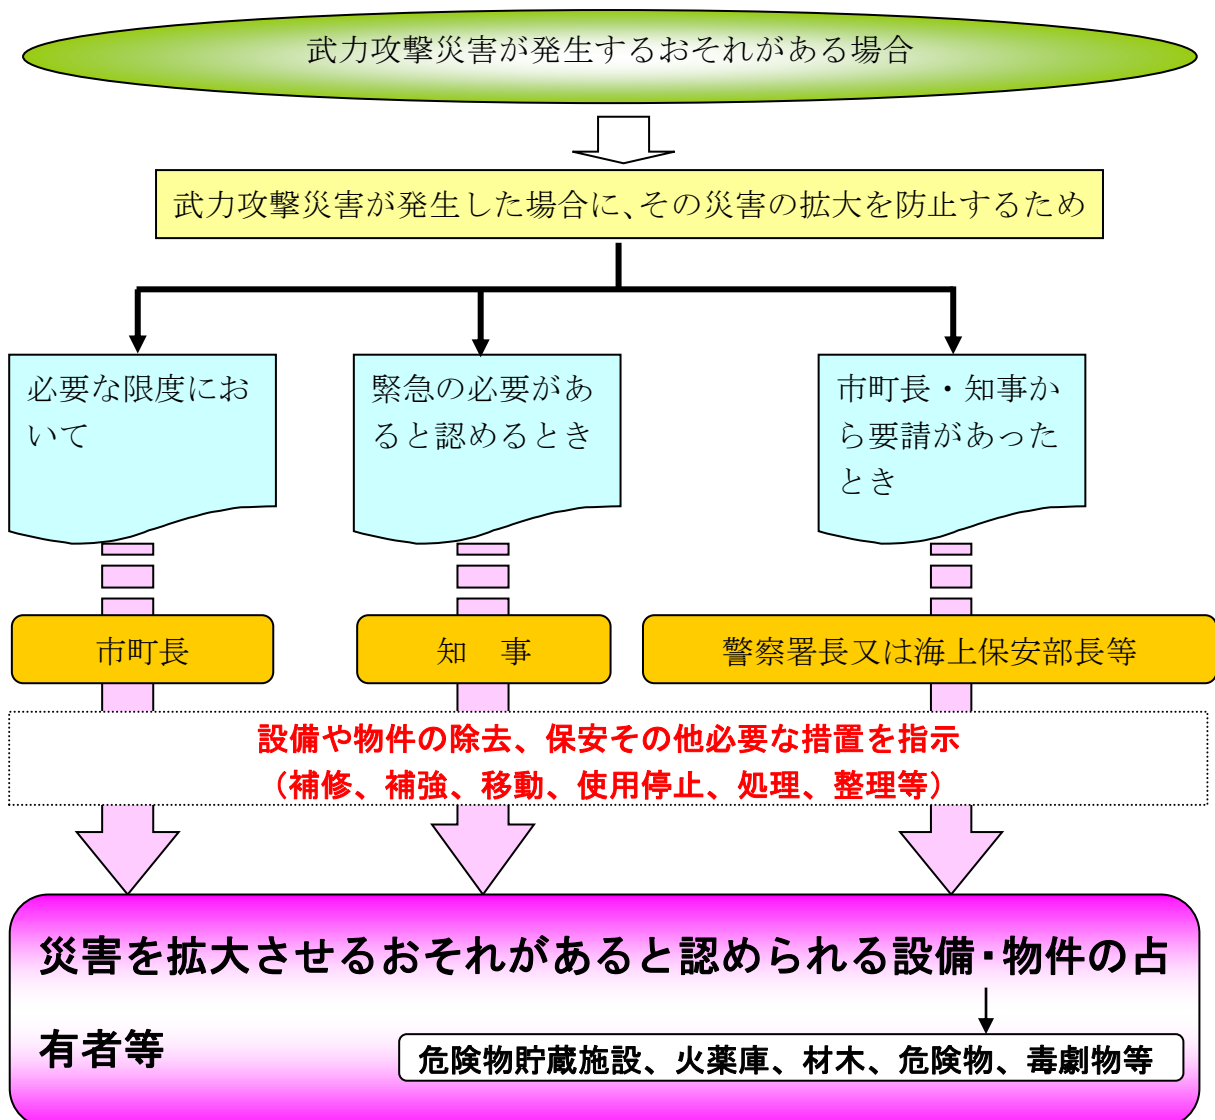 武力攻撃災害が発生するおそれがある場合
武力攻撃災害が発生した場合に、その災害の拡大を防止するため
必要な限度にお
いて
緊急の必要があ
ると認めるとき
市町長・知事か
ら要請があった
とき
市町長
知　事
警察署長又は海上保安部長等
設備や物件の除去、保安その他必要な措置を指示
（補修、補強、移動、使用停止、処理、整理等）
災害を拡大させるおそれがあると認められる設備・物件の占
有者等
危険物貯蔵施設、火薬庫、材木、危険物、毒劇物等